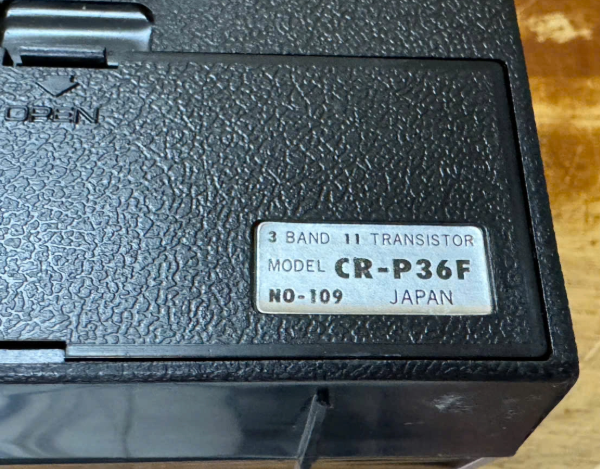 OPEN
3 BAND 11 TRANSISTOR
MODEL CR-P36F
NO-109 JAPAN